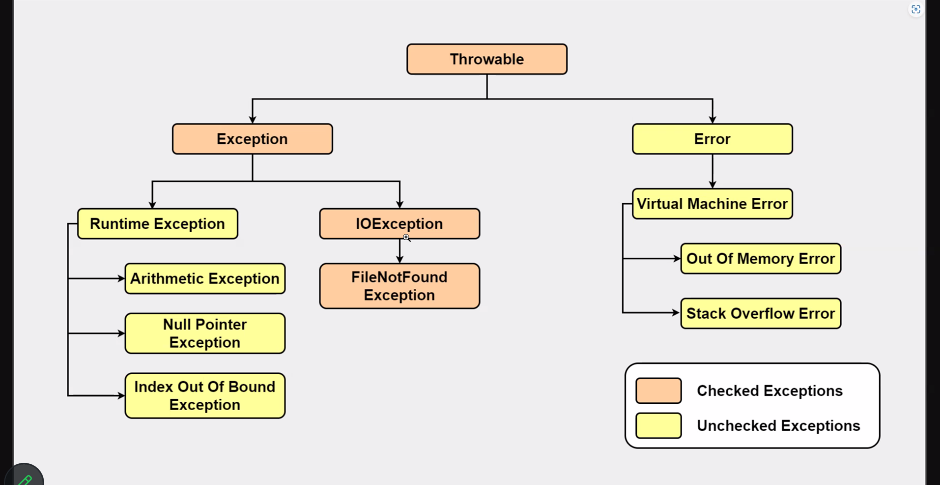 Throwable
Exception
Error
Runtime Exception
IOException
Virtual Machine Error
Arithmetic Exception
FileNotFound
Exception
Out Of Memory Error
Null Pointer
Exception
Stack Overflow Error
Index Out Of Bound
Exception
Checked Exceptions
Unchecked Exceptions